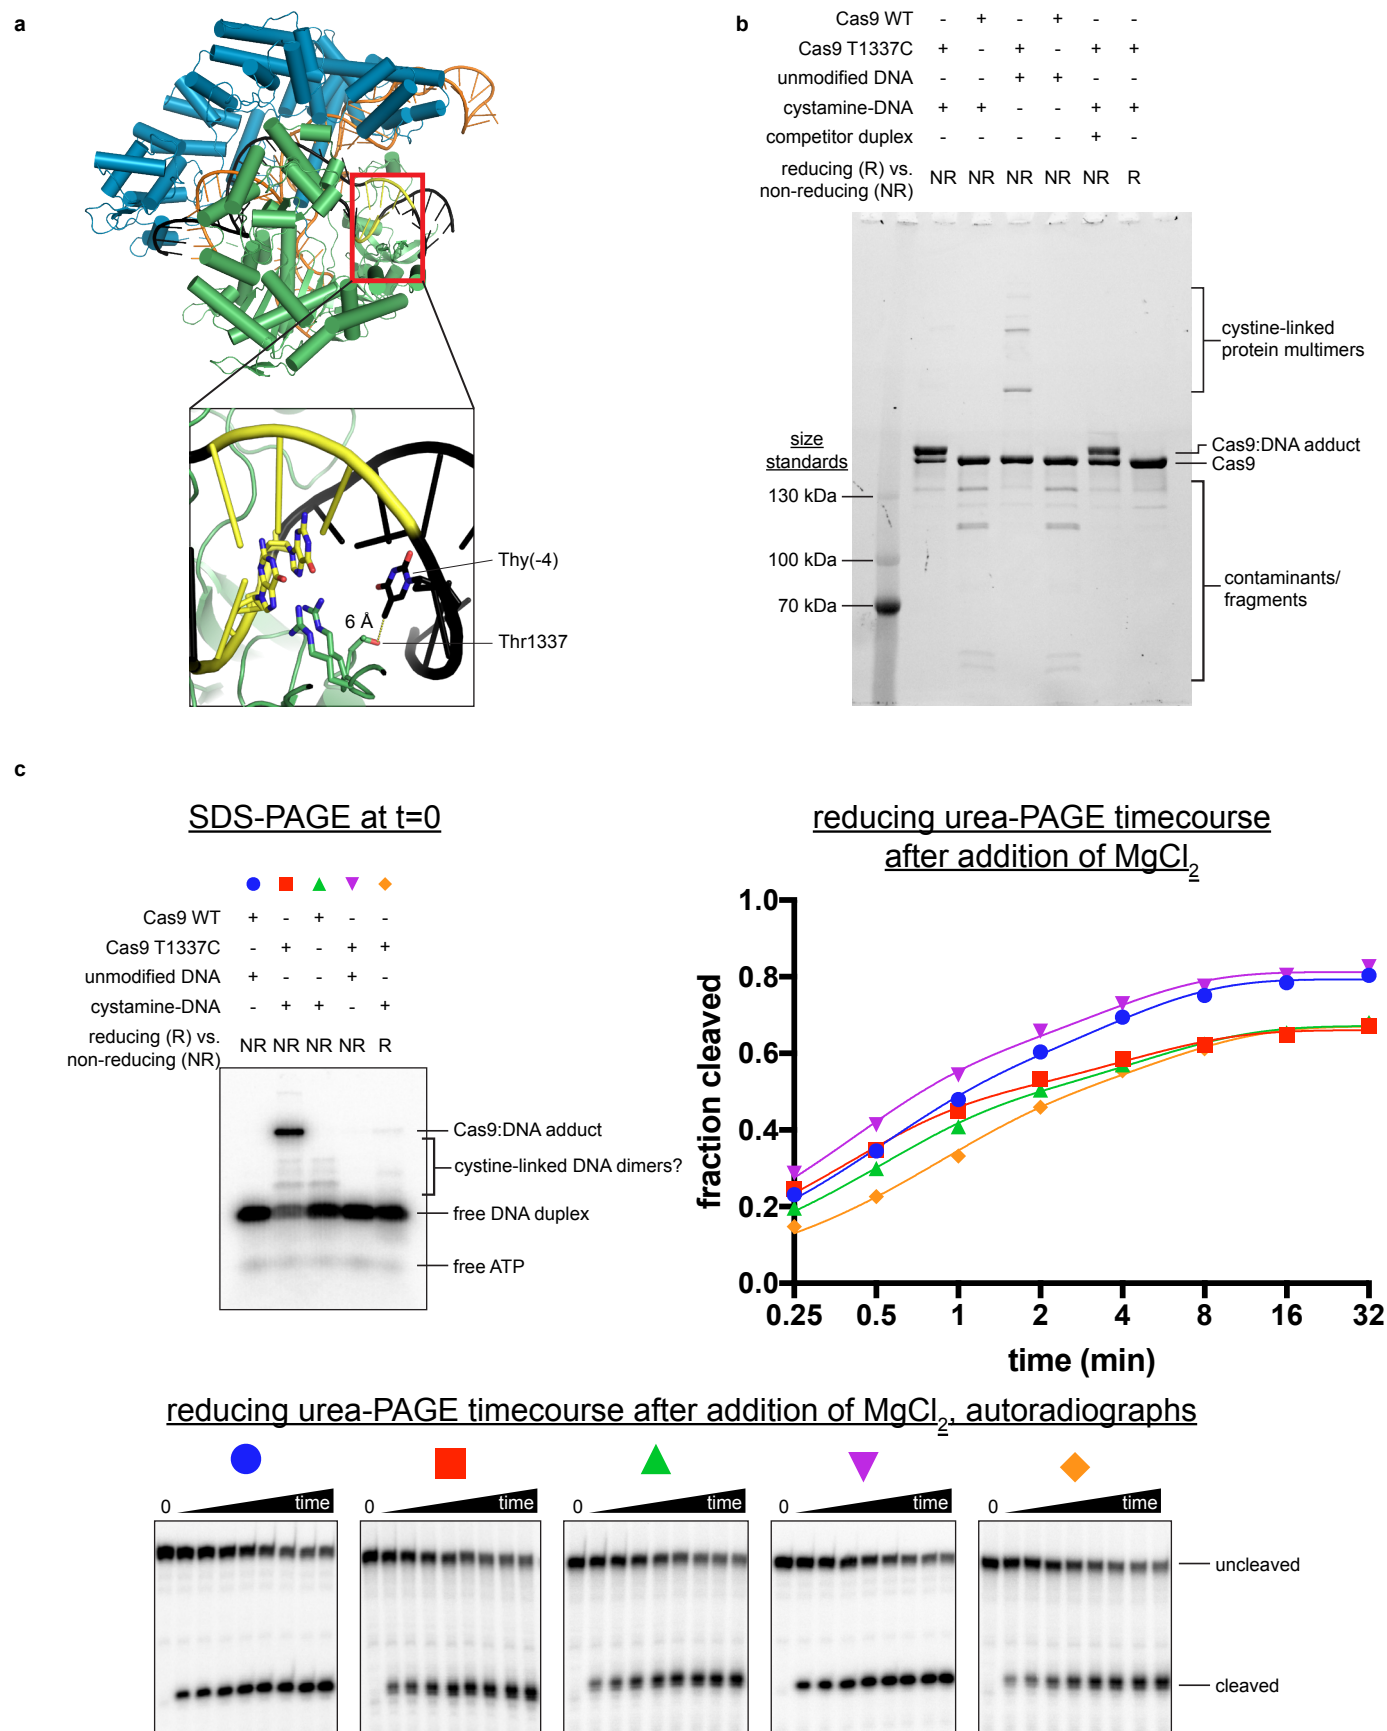 a
6 Å
Thy(-4)
Thr1337
b
Cas9 WT - + - + - -
Cas9 T1337C + - + - + +
unmodified DNA - - + + - -
cystamine-DNA + + - - + +
competitor duplex - - - - + -
reducing (R) vs.
non-reducing (NR) NR NR NR NR NR R
size
standards
130 kDa
100 kDa
70 kDa
cystine-linked
protein multimers
Cas9:DNA adduct
Cas9
contaminants/
fragments
c
SDS-PAGE at t=0
Cas9 WT + - + - -
Cas9 T1337C - + - + +
unmodified DNA + - - + -
cystamine-DNA - + + - +
reducing (R) vs.
non-reducing (NR) NR NR NR NR R
Cas9:DNA adduct
cystine-linked DNA dimers?
free DNA duplex
free ATP
reducing urea-PAGE timecourse
after addition of MgCl2
fraction cleaved
1.0
0.8
0.6
0.4
0.2
0.0
0.25 0.5 1 2 4 8 16 32
time (min)
reducing urea-PAGE timecourse after addition of MgCl2, autoradiographs
0 time 0 time 0 time 0 time 0 time
uncleaved
cleaved